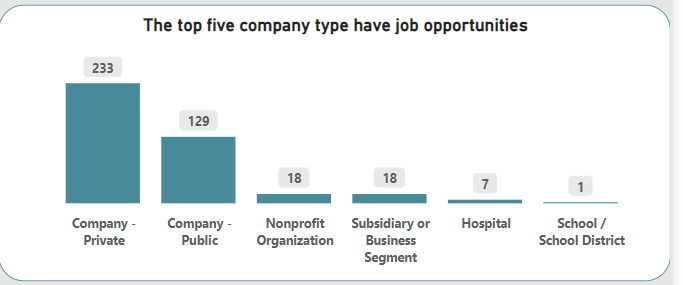 The top five company type have job opportunities
233
129
18
18
7
1
Company -
Private
Company -
Public
Nonprofit
Organization
Subsidiary or
Business
Segment
Hospital
School /
School District